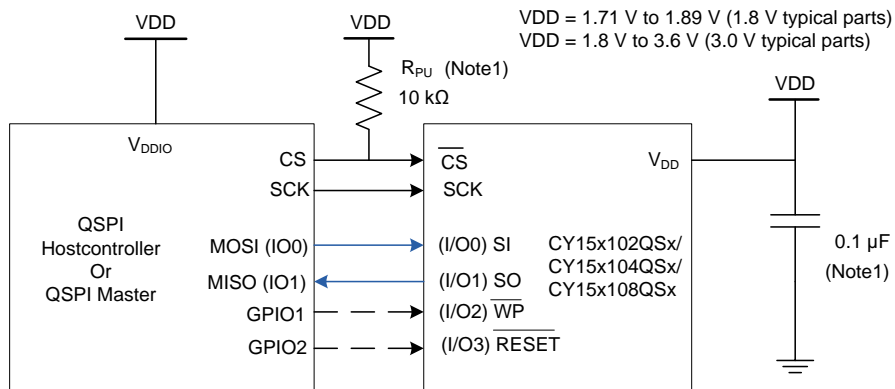 VDD = 1.71 V to 1.89 V (1.8 V typical parts)
VDD = 1.8 V to 3.6 V (3.0 V typical parts)
VDD
VDD
VDD
RPU (Note1)
10 kΩ
VDDIO
CS
SCK
MOSI (IO0)
MISO (IO1)
GPIO1
GPIO2
QSPI
Hostcontroller
Or
QSPI Master
CS
SCK
(I/O0) SI
(I/O1) SO
(I/O2) WP
(I/O3) RESET
VDD
CY15x102QSx/
CY15x104QSx/
CY15x108QSx
0.1 µF
(Note1)